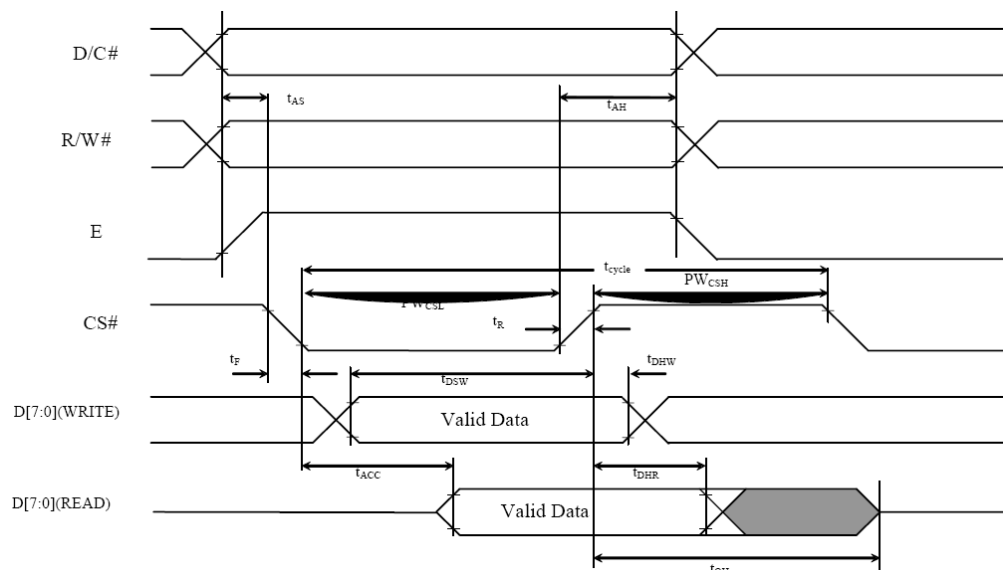 D/C#
tAS
tAH
R/W#
E
tcycle
PWCSL
PWCSH
CS#
tR
tF
tDSW
tDHW
D[7:0](WRITE)
Valid Data
tACC
tDHR
D[7:0](READ)
Valid Data